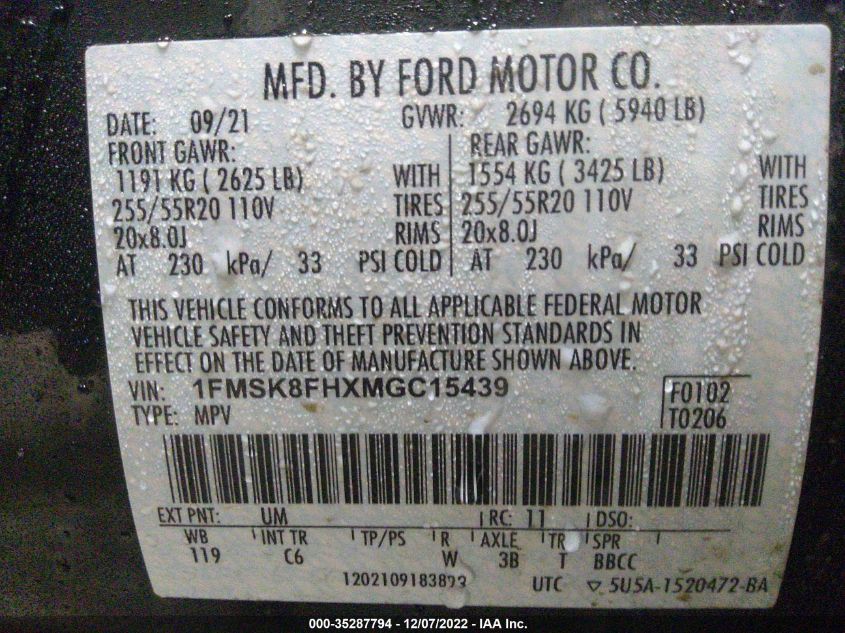 MFD. BY FORD MOTOR CO.
DATE: 09/21 GVWR: 2694 KG ( 5940 LB)
FRONT GAWR: REAR GAWR:
1191 KG ( 2625 LB) WITH 1554 KG ( 3425 LB) WITH
255/55R20 110V TIRES 255/55R20 110V TIRES
20x8.0J RIMS 20x8.0J RIMS
AT 230 kPa/ 33 PSI COLD AT 230 kPa/ 33 PSI COLD
THIS VEHICLE CONFORMS TO ALL APPLICABLE FEDERAL MOTOR
VEHICLE SAFETY AND THEFT PREVENTION STANDARDS IN
EFFECT ON THE DATE OF MANUFACTURE SHOWN ABOVE.
VIN: 1FMSK8FHXMGC15439 F0102
TYPE: MPV T0206
EXT PNT: UM RC: 11 DSO:
WB INT TR TP/PS R AXLE TR SPR
119 C6 W 3B T BBCC
UTC ▽ 5U5A-1520472-BA
000-35287794 - 12/07/2022 - IAA Inc.